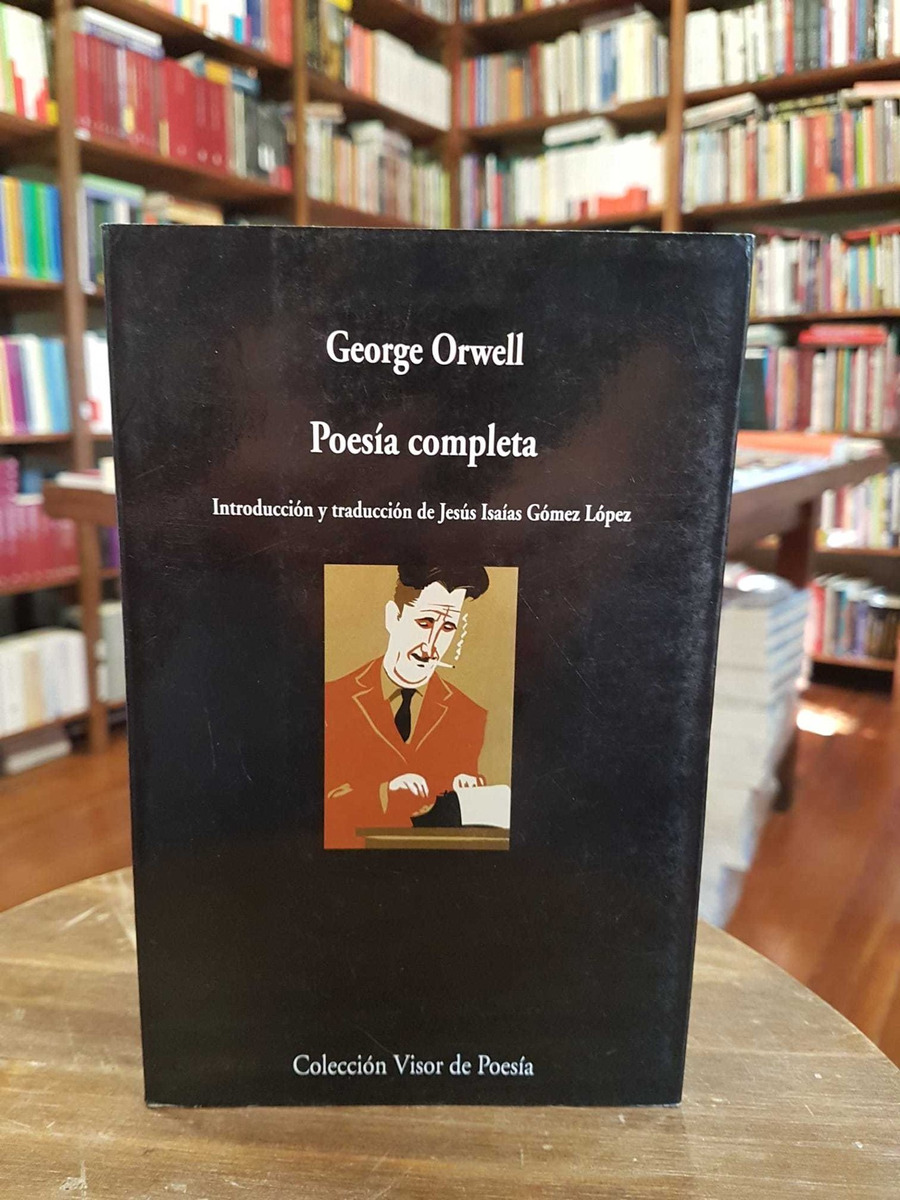 George Orwell
Poesía completa
Introducción y traducción de Jesús Isaías Gómez López
Colección Visor de Poesía